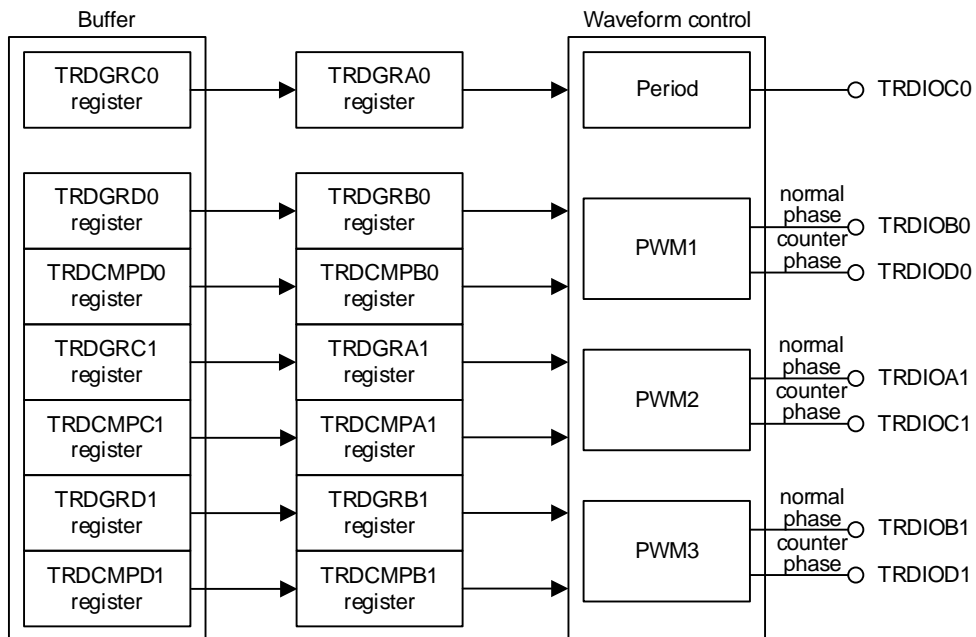 Buffer
Waveform control
TRDGRC0
register
TRDGRA0
register
Period
TRDIOC0
TRDGRD0
register
TRDGRB0
register
TRDCMPD0
register
TRDCMPB0
register
PWM1
normal
phase
TRDIOB0
counter
phase
TRDIOD0
TRDGRC1
register
TRDGRA1
register
TRDCMPC1
register
TRDCMPA1
register
PWM2
normal
phase
TRDIOA1
counter
phase
TRDIOC1
TRDGRD1
register
TRDGRB1
register
TRDCMPD1
register
TRDCMPB1
register
PWM3
normal
phase
TRDIOB1
counter
phase
TRDIOD1